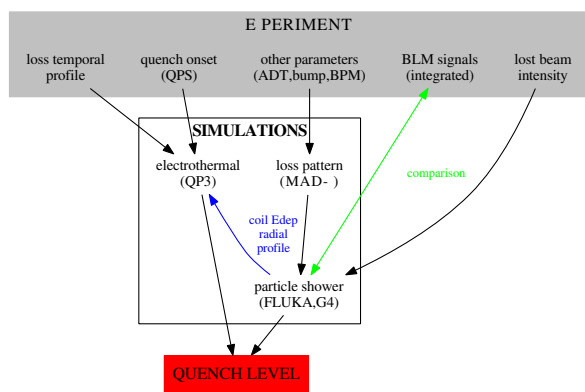 E PERIMENT
loss temporal
profile
quench onset
(QPS)
other parameters
(ADT,bump,BPM)
BLM signals
(integrated)
lost beam
intensity
SIMULATIONS
electrothermal
(QP3)
loss pattern
(MAD- )
comparison
coil Edep
radial
profile
particle shower
(FLUKA,G4)
QUENCH LEVEL